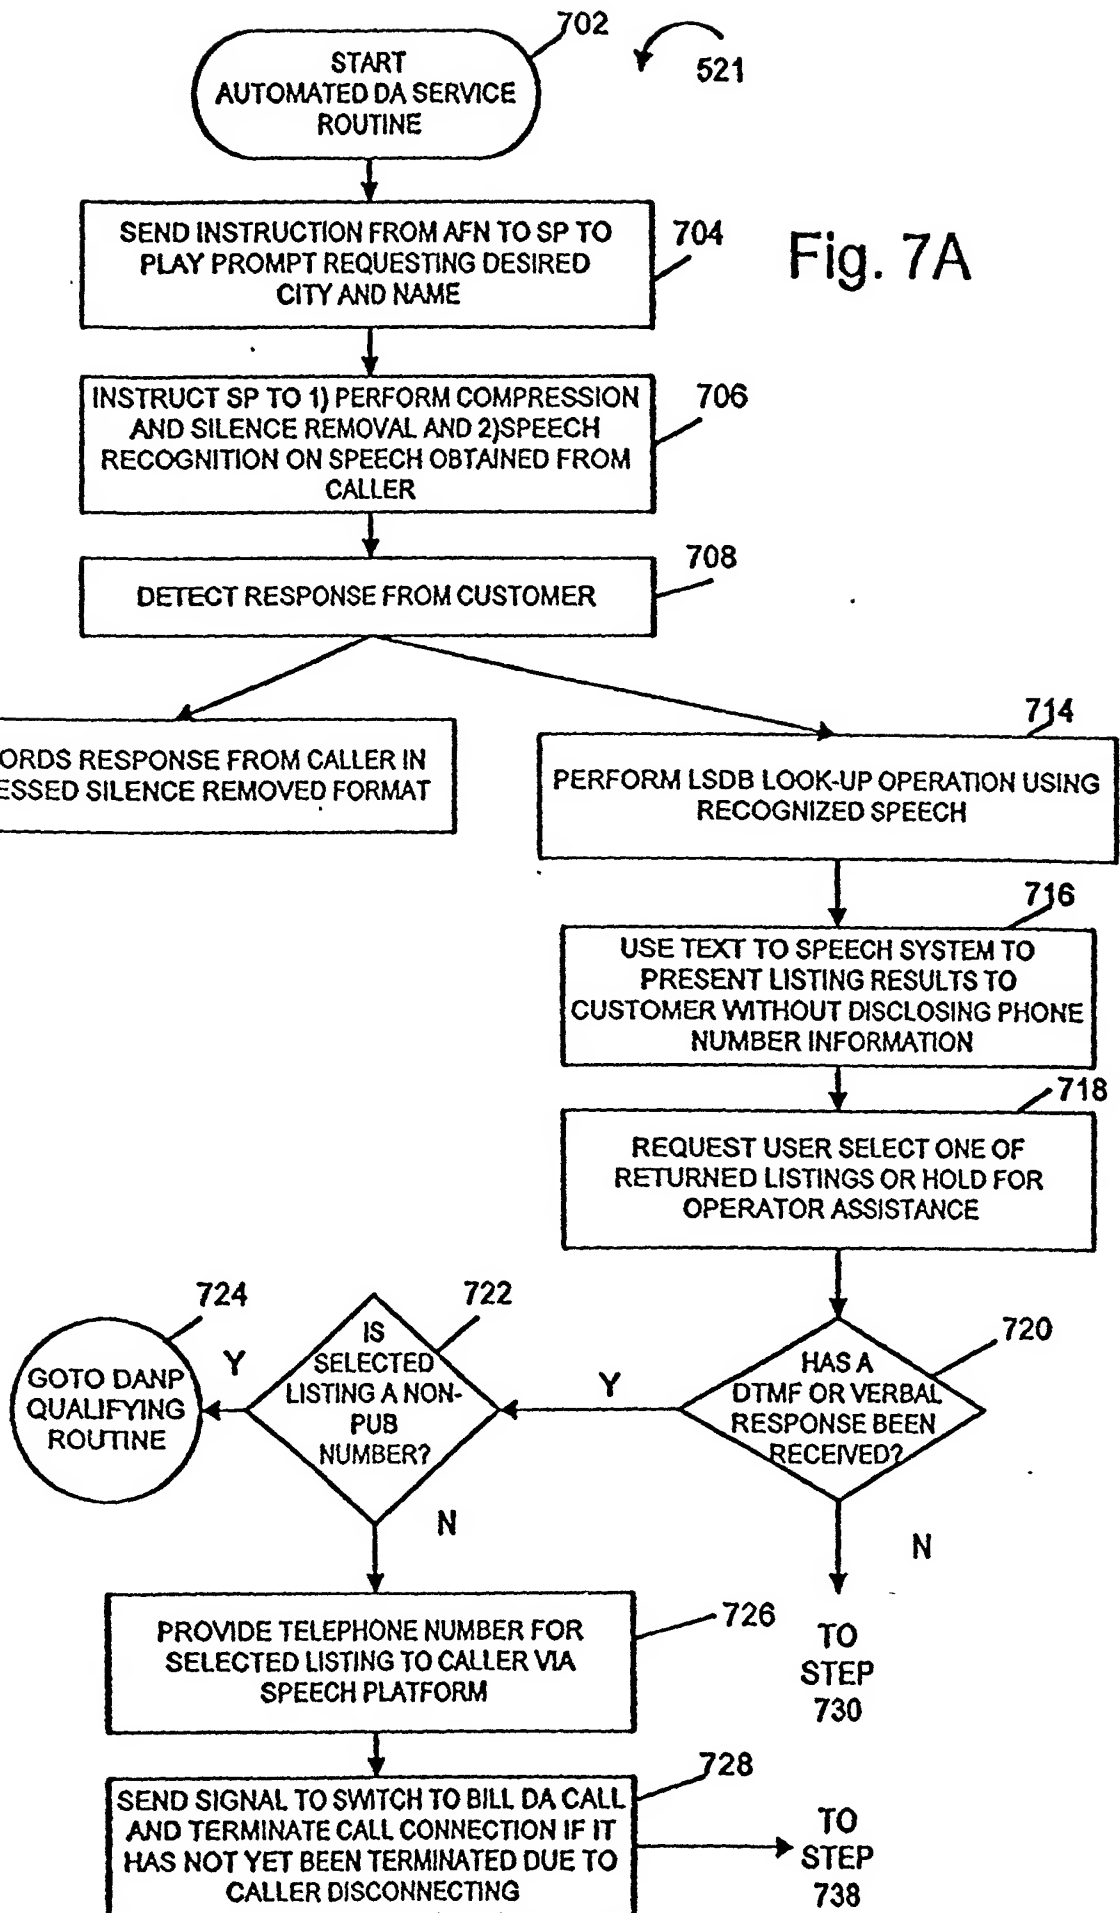 702
START
AUTOMATED DA SERVICE
ROUTINE
521
SEND INSTRUCTION FROM AFN TO SP TO
PLAY PROMPT REQUESTING DESIRED
CITY AND NAME
704
Fig. 7A
INSTRUCT SP TO 1) PERFORM COMPRESSION
AND SILENCE REMOVAL AND 2)SPEECH
RECOGNITION ON SPEECH OBTAINED FROM
CALLER
706
DETECT RESPONSE FROM CUSTOMER
708
ORDS RESPONSE FROM CALLER IN
ESSED SILENCE REMOVED FORMAT
714
PERFORM LSDB LOOK-UP OPERATION USING
RECOGNIZED SPEECH
716
USE TEXT TO SPEECH SYSTEM TO
PRESENT LISTING RESULTS TO
CUSTOMER WITHOUT DISCLOSING PHONE
NUMBER INFORMATION
718
REQUEST USER SELECT ONE OF
RETURNED LISTINGS OR HOLD FOR
OPERATOR ASSISTANCE
720
HAS A
DTMF OR VERBAL
RESPONSE BEEN
RECEIVED?
Y
N
TO
STEP
730
722
IS
SELECTED
LISTING A NON-
PUB
NUMBER?
Y
N
724
GOTO DANP
QUALIFYING
ROUTINE
PROVIDE TELEPHONE NUMBER FOR
SELECTED LISTING TO CALLER VIA
SPEECH PLATFORM
726
SEND SIGNAL TO SWITCH TO BILL DA CALL
AND TERMINATE CALL CONNECTION IF IT
HAS NOT YET BEEN TERMINATED DUE TO
CALLER DISCONNECTING
728
TO
STEP
738